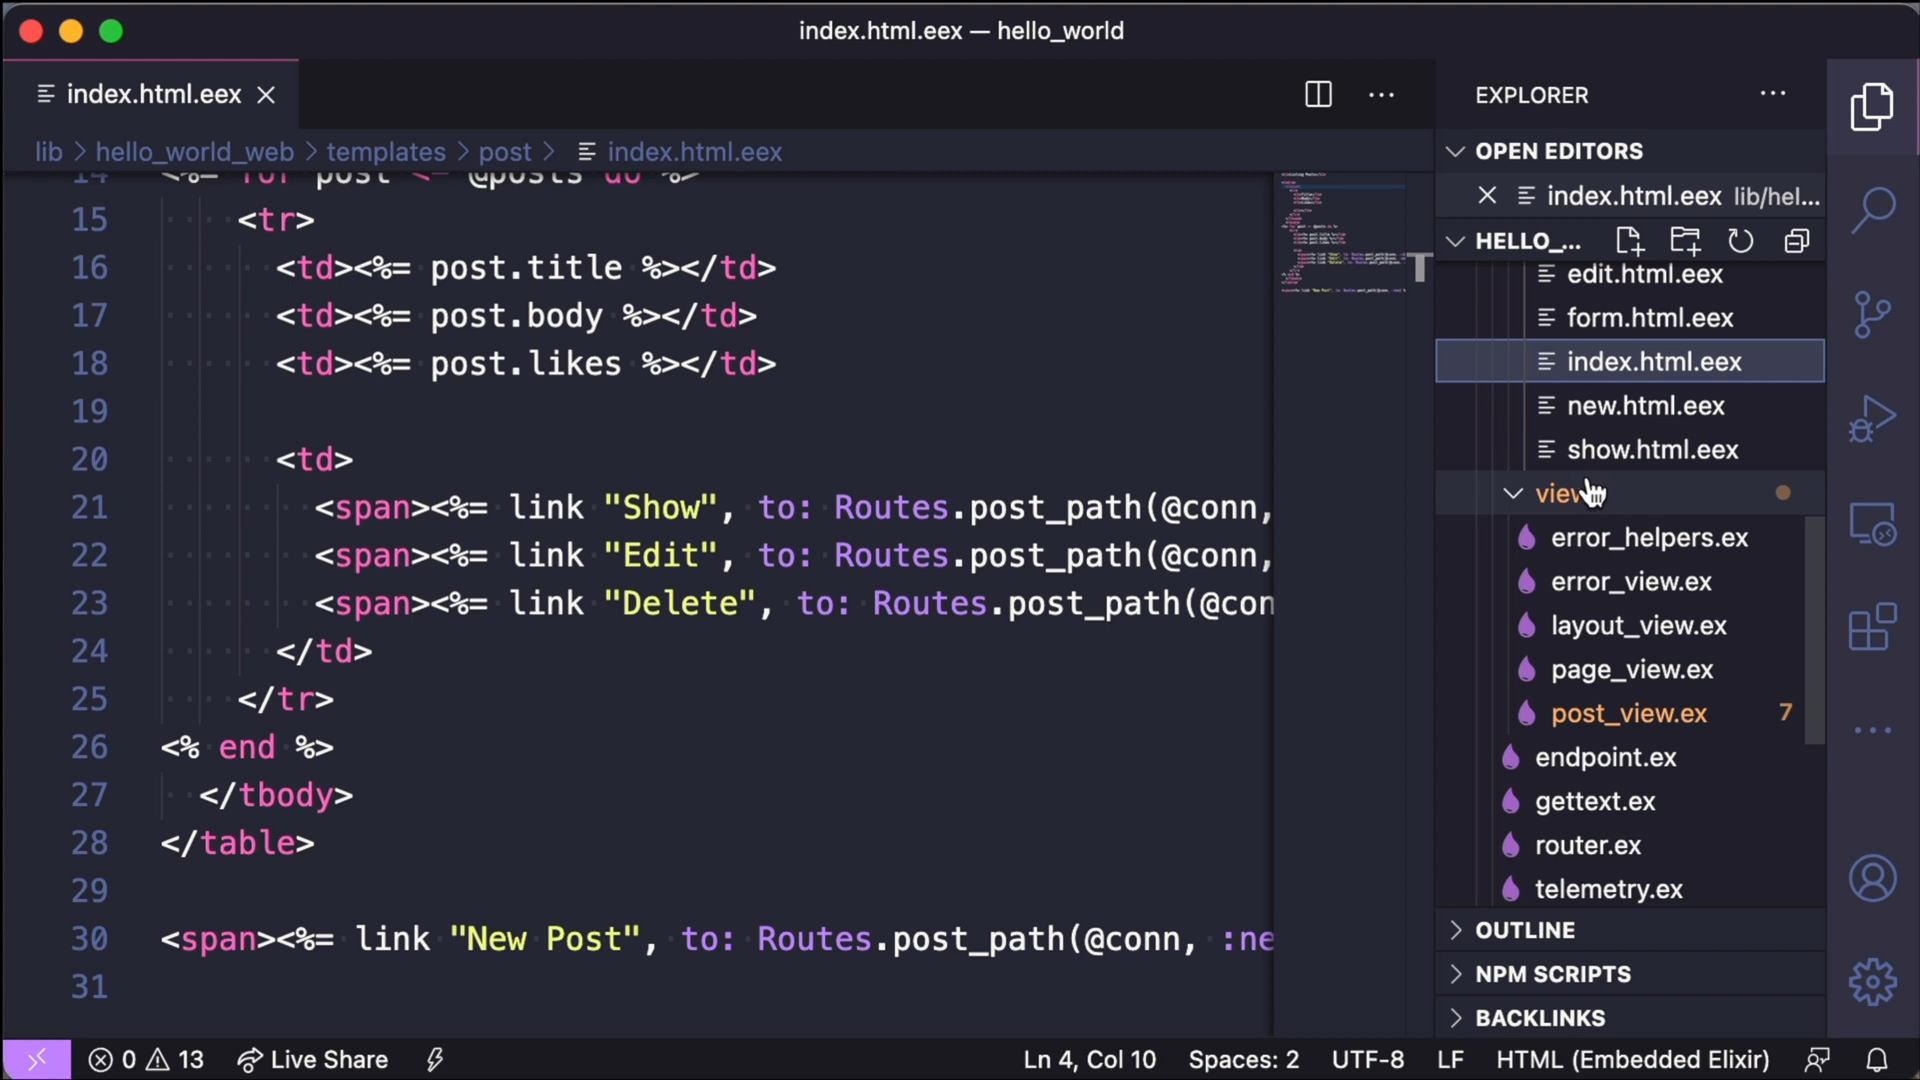 index.html.eex — hello_world
index.html.eex
lib > hello_world_web > templates > post > index.html.eex
14 <%= for post <- @posts do %>
15 <tr>
16 <td><%= post.title %></td>
17 <td><%= post.body %></td>
18 <td><%= post.likes %></td>
19
20 <td>
21 <span><%= link "Show", to: Routes.post_path(@conn,
22 <span><%= link "Edit", to: Routes.post_path(@conn,
23 <span><%= link "Delete", to: Routes.post_path(@con
24 </td>
25 </tr>
26 <% end %>
27 </tbody>
28 </table>
29
30 <span><%= link "New Post", to: Routes.post_path(@conn, :ne
31
EXPLORER
OPEN EDITORS
index.html.eex lib/hel...
HELLO_...
edit.html.eex
form.html.eex
index.html.eex
new.html.eex
show.html.eex
error_helpers.ex
error_view.ex
layout_view.ex
page_view.ex
post_view.ex 7
endpoint.ex
gettext.ex
router.ex
telemetry.ex
OUTLINE
NPM SCRIPTS
BACKLINKS
0 13 Live Share
Ln 4, Col 10 Spaces: 2 UTF-8 LF HTML (Embedded Elixir)